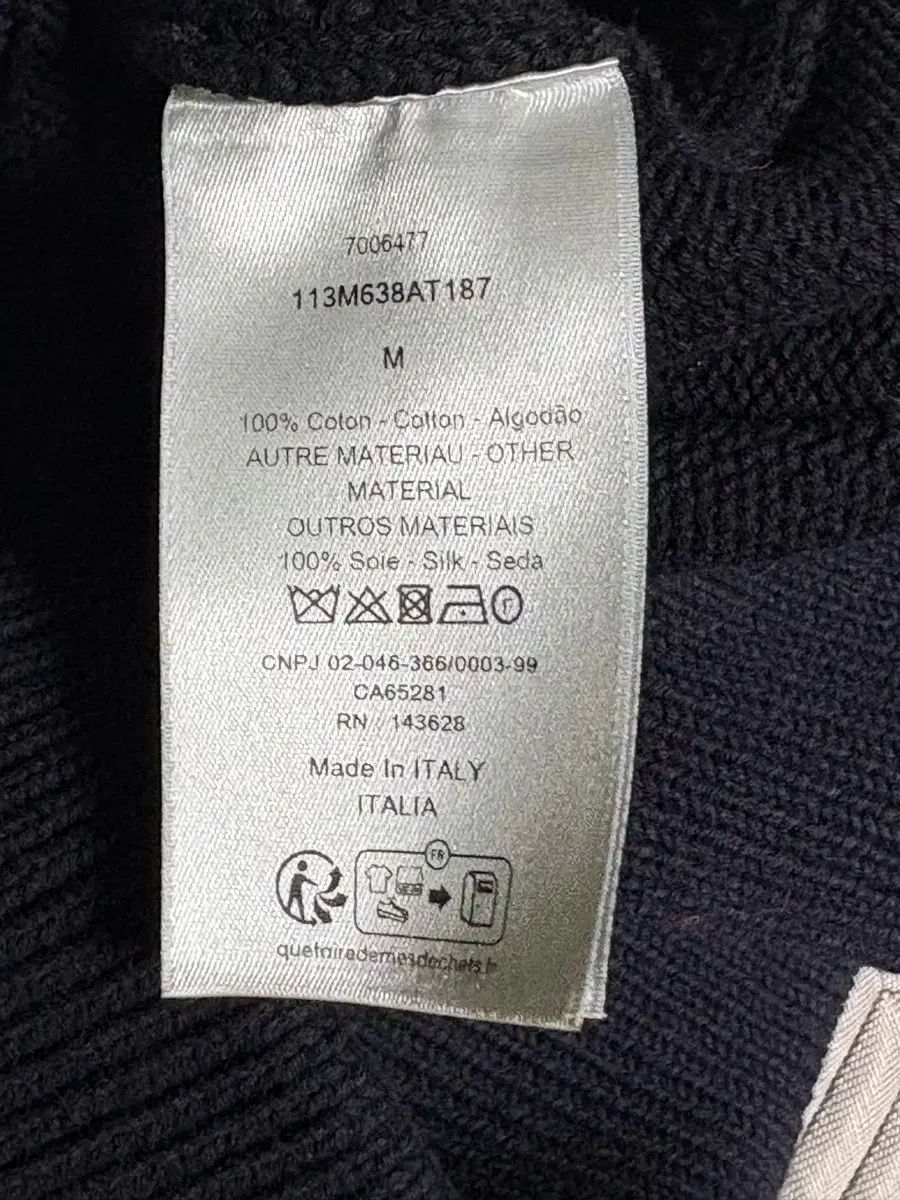 7006477
113M638AT187
M
100% Coton - Cotton - Algodão
AUTRE MATERIAU - OTHER
MATERIAL
OUTROS MATERIAIS
100% Soie - Silk - Seda
CNPJ 02-046-366/0003-99
CA65281
RN : 143628
Made In ITALY
ITALIA
FR
quefairedemesdechets.fr